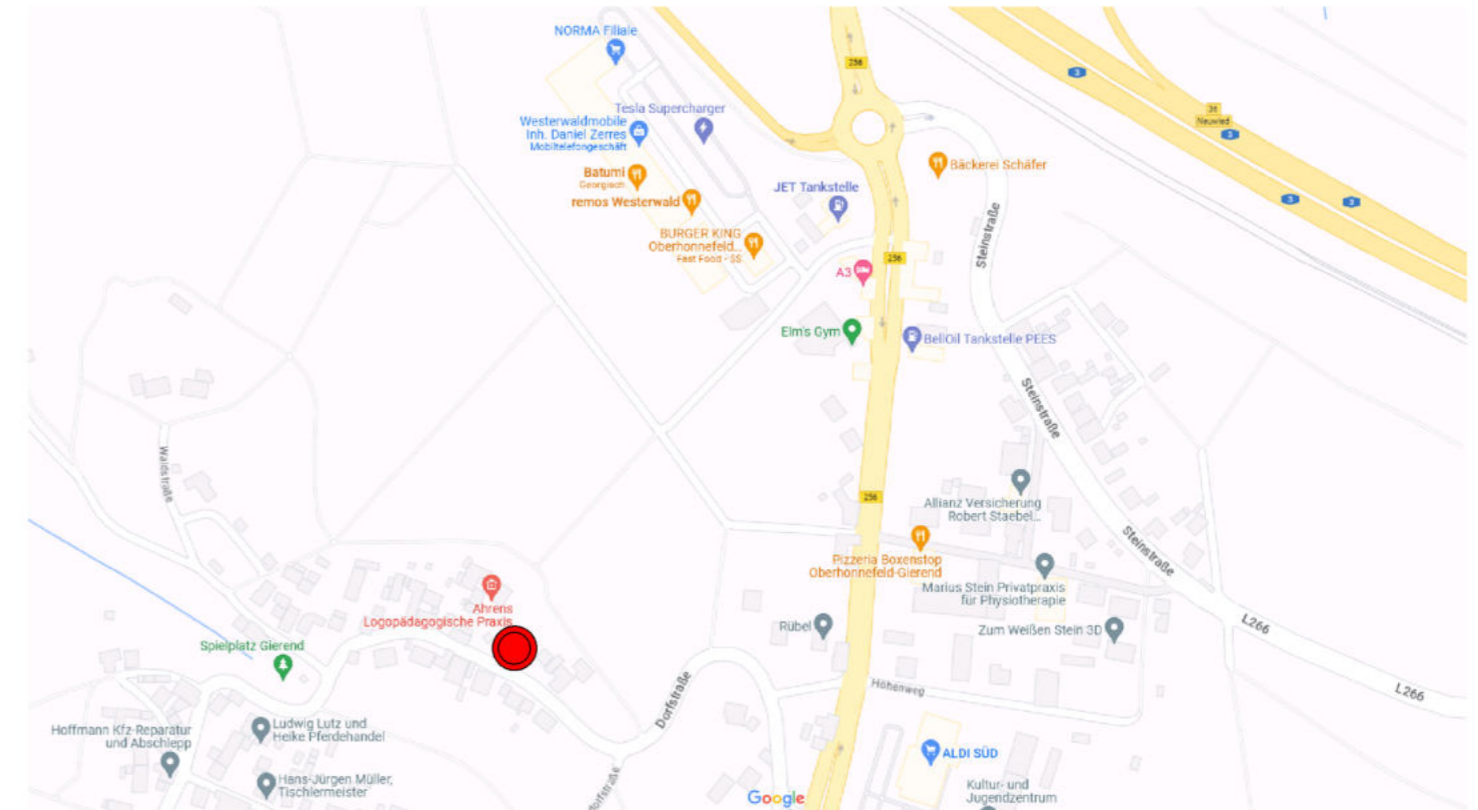 NORMA Filiale
256
3
Tesla Supercharger
36
Neuwied
3
Westerwaldmobile
Inh. Daniel Zerres
Mobiltelefongeschäft
Bäckerei Schäfer
Batumi
Georgisch
JET Tankstelle
remos Westerwald
3
3
BURGER KING
Oberhonnefeld...
Fast Food - $$
Steinstraße
256
A3
Elm's Gym
BellOil Tankstelle PEES
Steinstraße
Waldstraße
256
Allianz Versicherung
Robert Staebel...
Steinstraße
Pizzeria Boxenstop
Oberhonnefeld-Gierend
Marius Stein Privatpraxis
für Physiotherapie
Ahrens
Logopädagogische Praxis
Rübel
Zum Weißen Stein 3D
L266
Spielplatz Gierend
Dorfstraße
Höhenweg
L266
Hoffmann Kfz-Reparatur
und Abschlepp
Ludwig Lutz und
Heike Pferdehandel
ALDI SÜD
Hans-Jürgen Müller,
Tischlermeister
Dorfstraße
Google
Kultur- und
Jugendzentrum